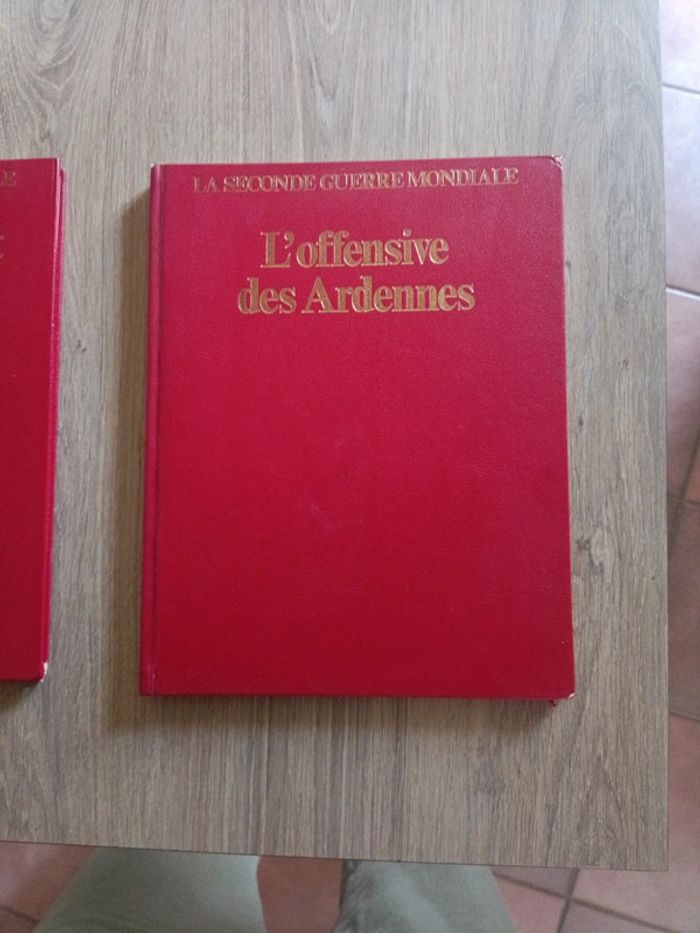 LA SECONDE GUERRE MONDIALE
L'offensive
des Ardennes